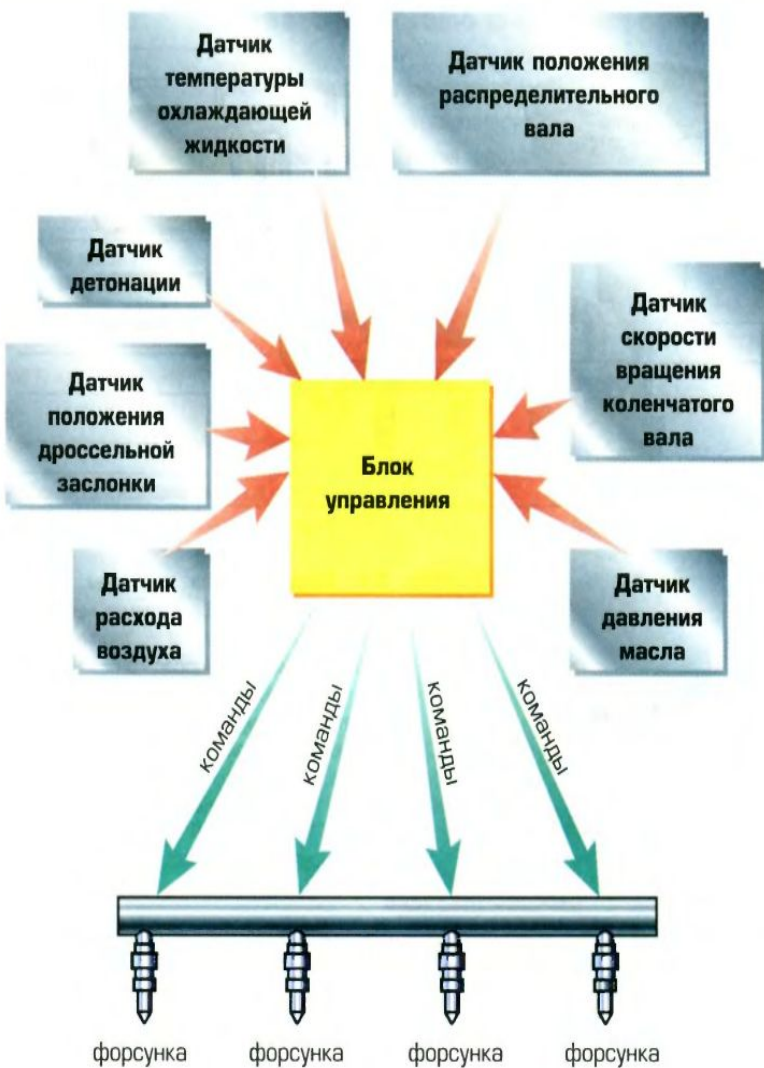 Датчик
температуры
охлаждающей
жидкости
Датчик положения
распределительного
вала
Датчик
детонации
Датчик
скорости
вращения
коленчатого
вала
Датчик
положения
дроссельной
заслонки
Блок
управления
Датчик
расхода
воздуха
Датчик
давления
масла
команды
команды
команды
команды
форсунка
форсунка
форсунка
форсунка